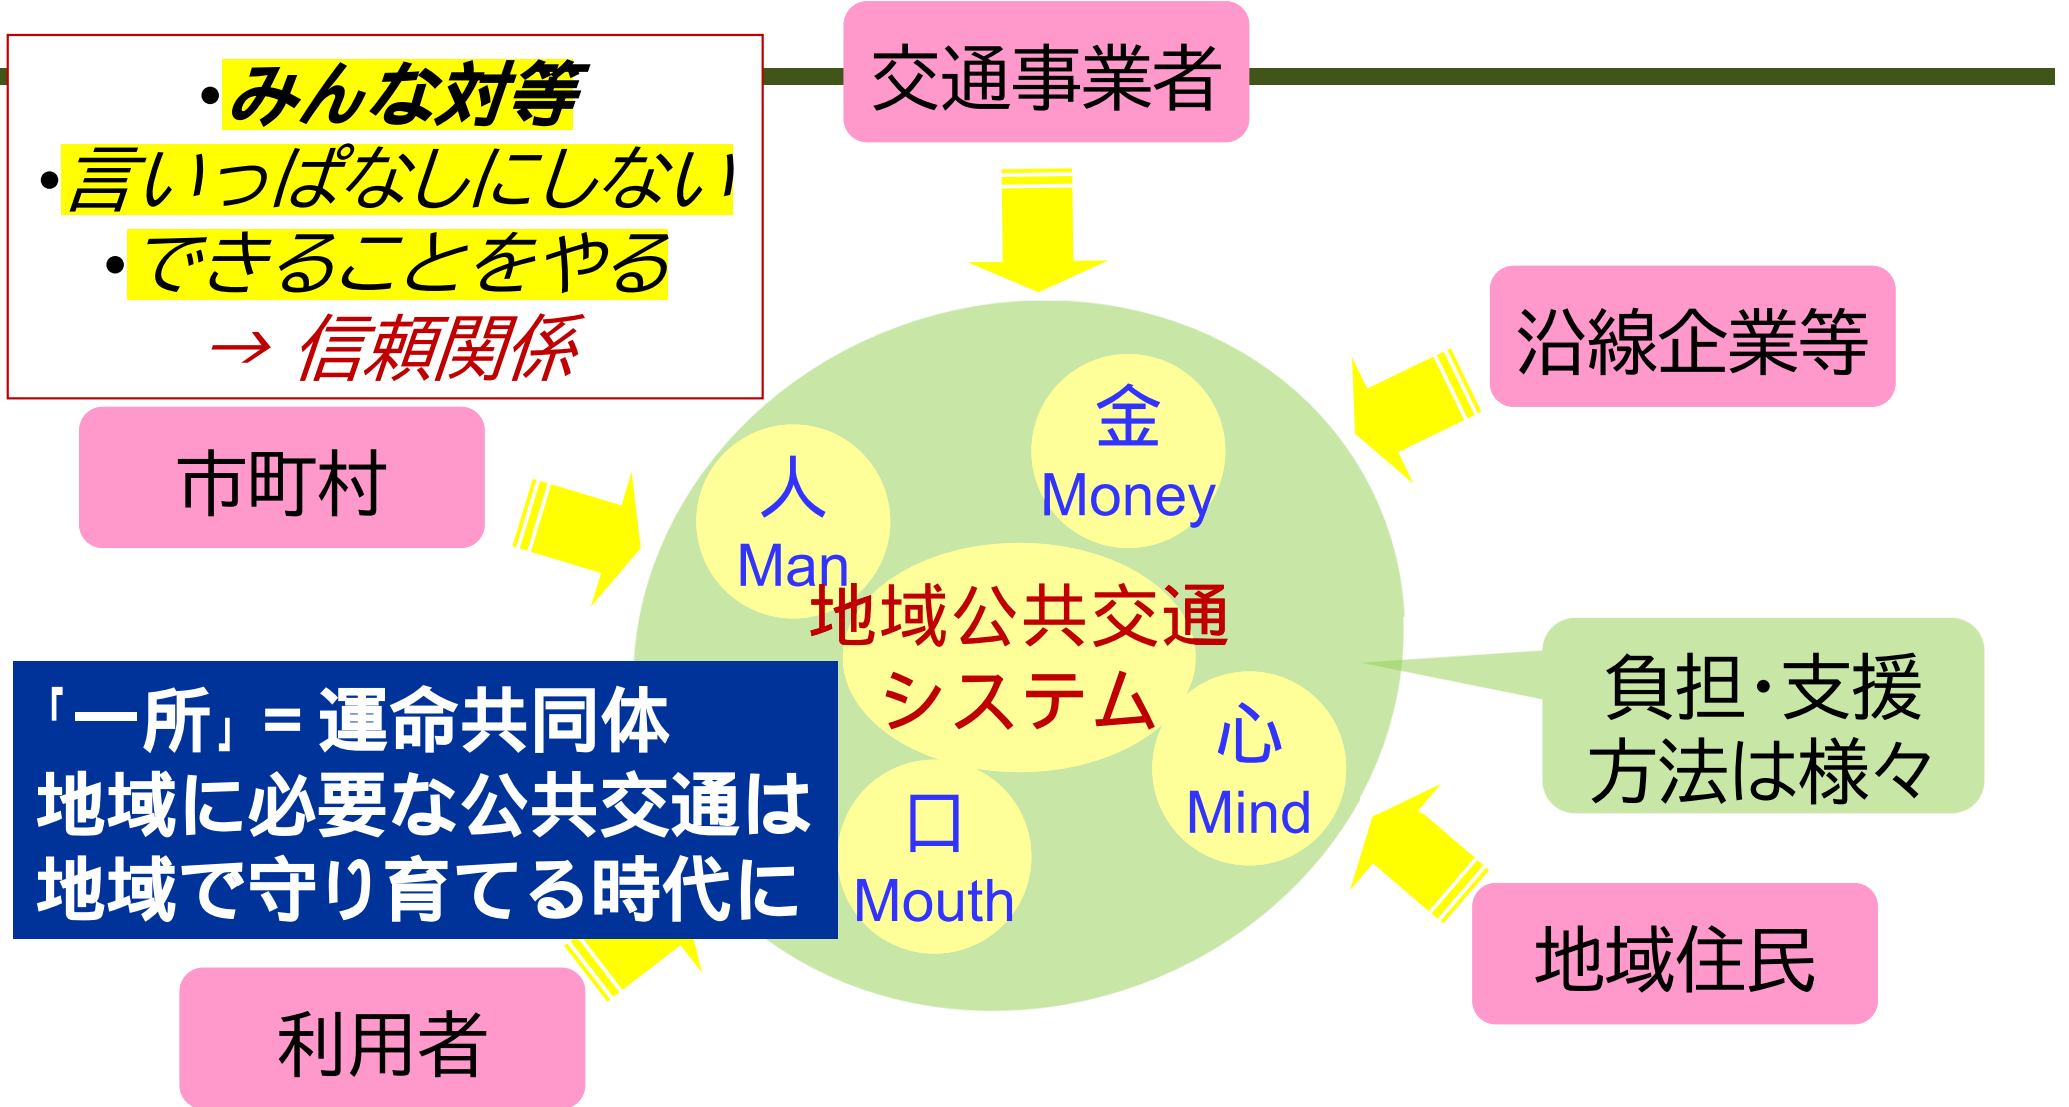 •みんな対等
•言いっぱなしにしない
•できることをやる
→ 信頼関係
交通事業者
沿線企業等
市町村
金
Money
人
Man
地域公共交通
システム
負担・支援
方法は様々
心
Mind
「一所」= 運命共同体
地域に必要な公共交通は
地域で守り育てる時代に
口
Mouth
地域住民
利用者